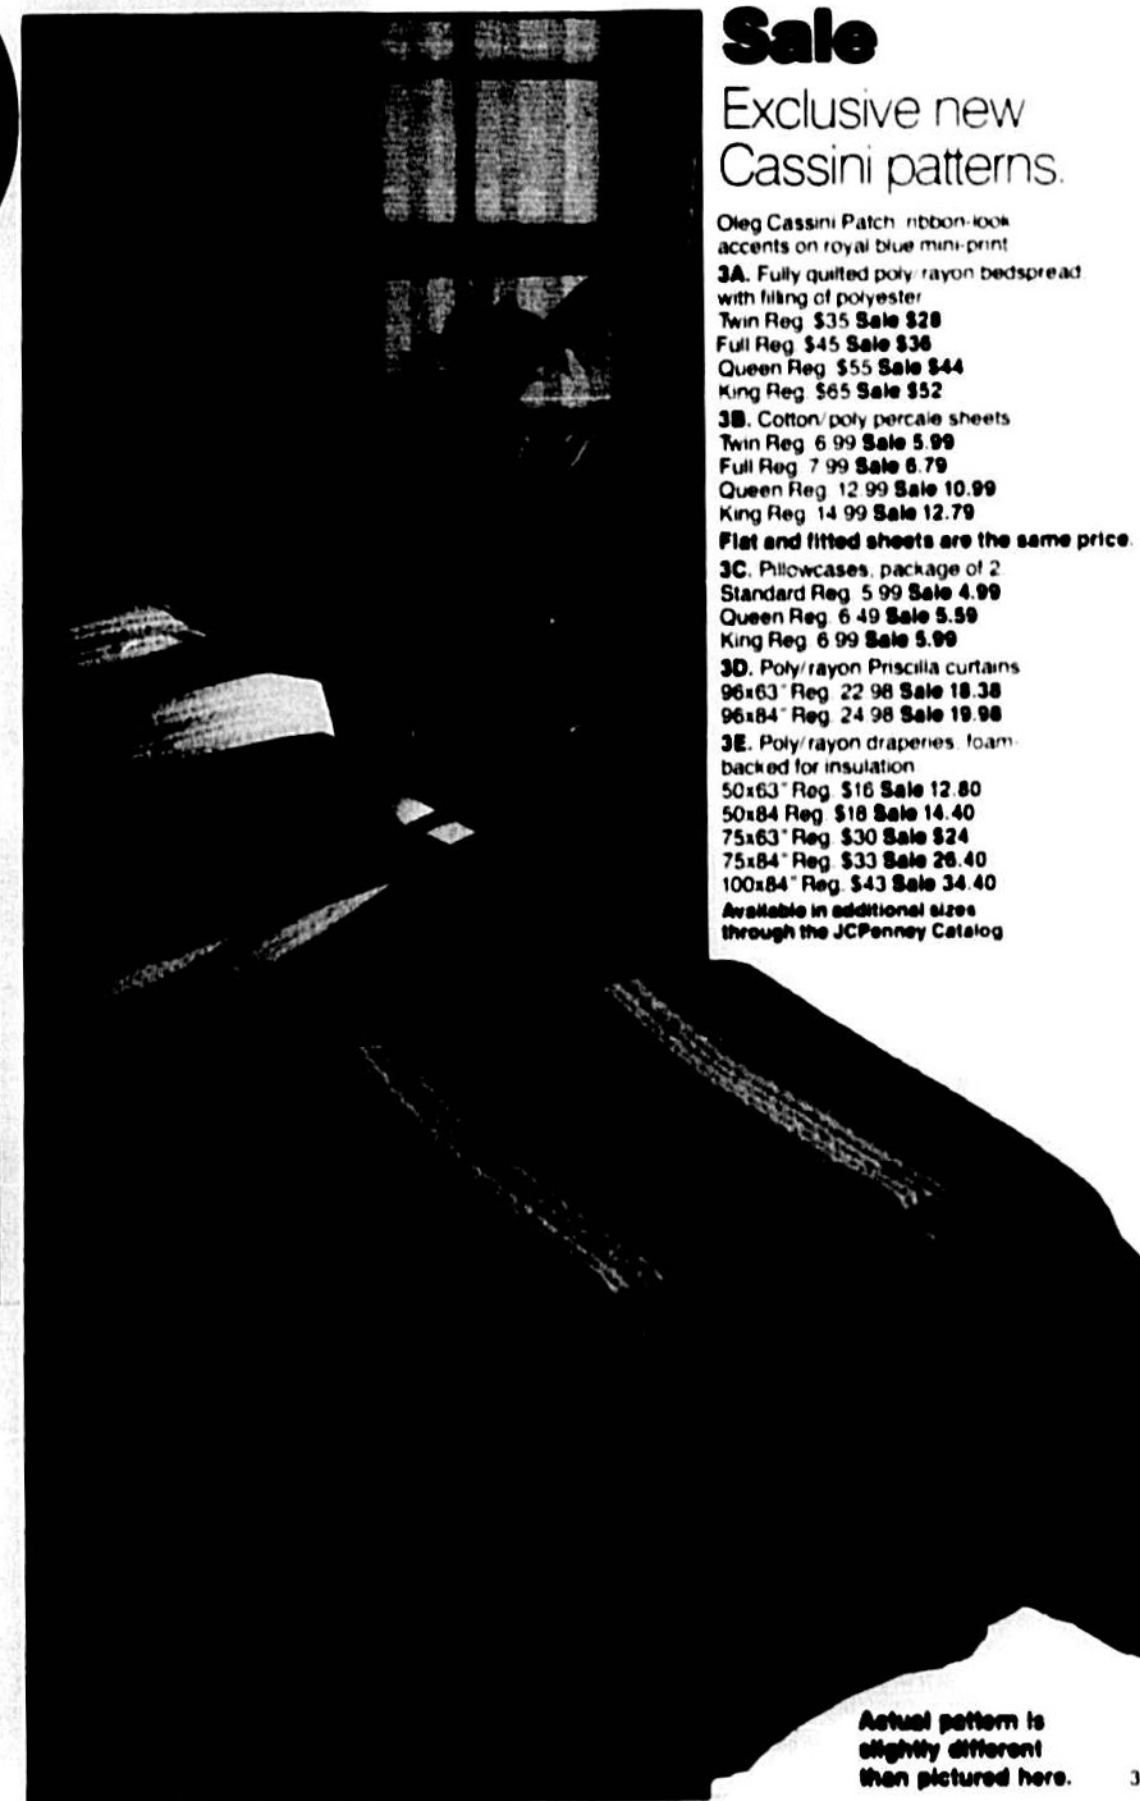 Sale
Exclusive new
Cassini patterns.
Oleg Cassini Patch ribbon-look
accents on royal blue mini-print
3A. Fully quilted poly/rayon bedspread
with filling of polyester
Twin Reg. $35 Sale $28
Full Reg. $45 Sale $36
Queen Reg. $55 Sale $44
King Reg. $65 Sale $52
3B. Cotton/poly percale sheets
Twin Reg. 6.99 Sale 5.99
Full Reg. 7.99 Sale 6.79
Queen Reg. 12.99 Sale 10.99
King Reg. 14.99 Sale 12.79
Flat and fitted sheets are the same price.
3C. Pillowcases, package of 2
Standard Reg. 5.99 Sale 4.99
Queen Reg. 6.49 Sale 5.59
King Reg. 6.99 Sale 5.99
3D. Poly/rayon Priscilla curtains
96x63" Reg. 22.98 Sale 18.38
96x84" Reg. 24.98 Sale 19.98
3E. Poly/rayon draperies, foam-
backed for insulation
50x63" Reg. $16 Sale 12.80
50x84 Reg. $18 Sale 14.40
75x63" Reg. $30 Sale $24
75x84" Reg. $33 Sale 26.40
100x84" Reg. $43 Sale 34.40
Available in additional sizes
through the JCPenney Catalog
Actual pattern is
slightly different
than pictured here.
3